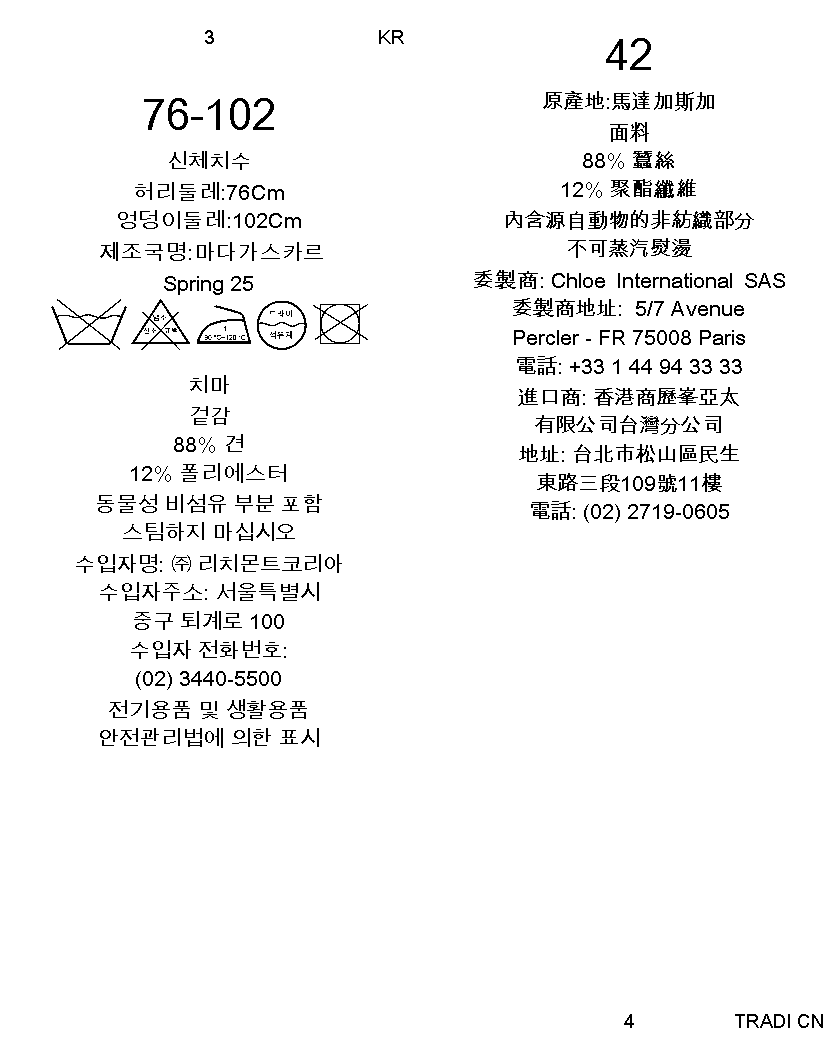 3 KR
76-102
신체치수
허리둘레:76Cm
엉덩이둘레:102Cm
제조국명:마다가스카르
Spring 25
드라이
석유계
치마
겉감
88% 견
12% 폴리에스터
동물성 비섬유 부분 포함
스팀하지 마십시오
수입자명: ㈜ 리치몬트코리아
수입자주소: 서울특별시
중구 퇴계로 100
수입자 전화번호:
(02) 3440-5500
전기용품 및 생활용품
안전관리법에 의한 표시
42
原產地:馬達加斯加
面料
88% 蠶絲
12% 聚酯纖維
內含源自動物的非紡織部分
不可蒸汽熨燙
委製商: Chloe International SAS
委製商地址: 5/7 Avenue
Percier - FR 75008 Paris
電話: +33 1 44 94 33 33
進口商: 香港商歷峯亞太
有限公司台灣分公司
地址: 台北市松山區民生
東路三段109號11樓
電話: (02) 2719-0605
4 TRADI CN